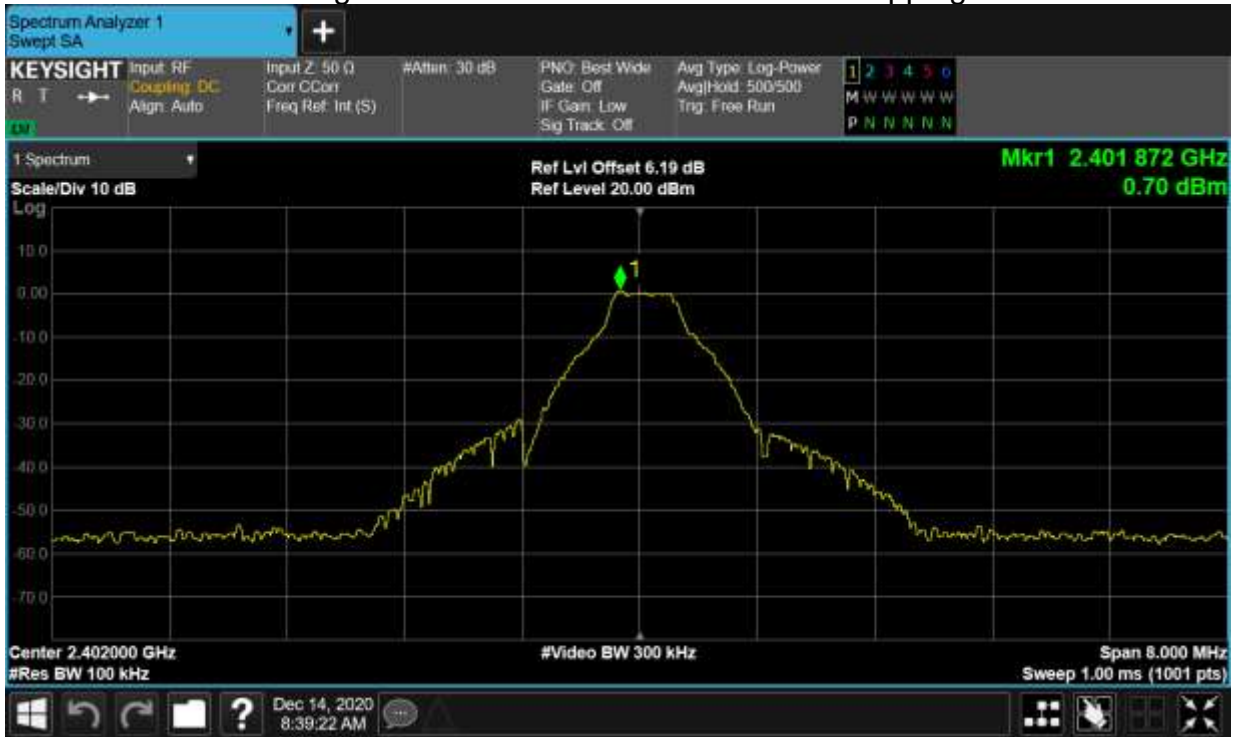 Spectrum Analyzer 1
Swept SA
+
KEYSIGHT Input: RF Input Z: 50 Ω #Atten: 30 dB PNO: Best Wide Avg Type: Log-Power 1 2 3 4 5 6
R T Coupling: DC Corr CCorr Gate: Off Avg|Hold: 500/500 M W W W W W
Align: Auto Freq Ref: Int (S) IF Gain: Low Trig: Free Run
Sig Track: Off P N N N N N
1 Spectrum Ref Lvl Offset 6.19 dB Mkr1 2.401 872 GHz
Scale/Div 10 dB Ref Level 20.00 dBm 0.70 dBm
Log
10.0
1
0.00
-10.0
-20.0
-30.0
-40.0
-50.0
-60.0
-70.0
Center 2.402000 GHz #Video BW 300 kHz Span 8.000 MHz
#Res BW 100 kHz Sweep 1.00 ms (1001 pts)
? Dec 14, 2020
8:39:22 AM